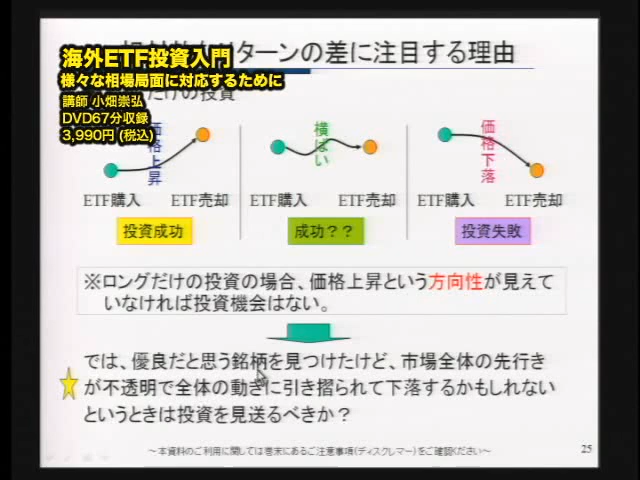 海外ETF投資入門
様々な相場局面に対応するために
講師 小畑崇弘
DVD67分収録
3,990円 (税込)
ターンの差に注目する理由
だけの投資
価格上昇
横ばい
価格下落
ETF購入 ETF売却 ETF購入 ETF売却 ETF購入 ETF売却
投資成功 成功？？ 投資失敗
※ロングだけの投資の場合、価格上昇という方向性が見えて
いなければ投資機会はない。
では、優良だと思う銘柄を見つけたけど、市場全体の先行き
が不透明で全体の動きに引き摺られて下落するかもしれない
というときは投資を見送るべきか？
～本資料のご利用に関しては巻末にあるご注意事項（ディスクレマー）をご確認ください～
25